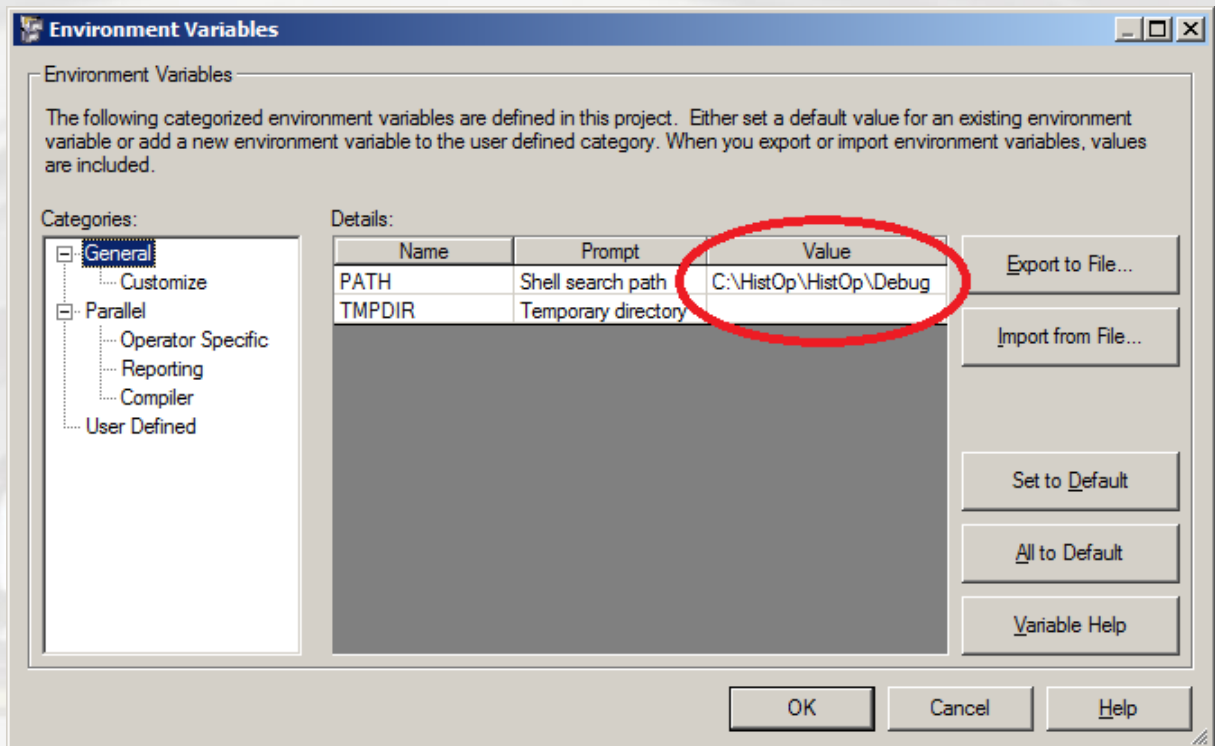 Environment Variables
Environment Variables
The following categorized environment variables are defined in this project. Either set a default value for an existing environment
variable or add a new environment variable to the user defined category. When you export or import environment variables, values
are included.
Categories:
General
Customize
Parallel
Operator Specific
Reporting
Compiler
User Defined
Details:
Name Prompt Value
PATH Shell search path C:\HistOp\HistOp\Debug
TMPDIR Temporary directory
Export to File...
Import from File...
Set to Default
All to Default
Variable Help
OK Cancel Help